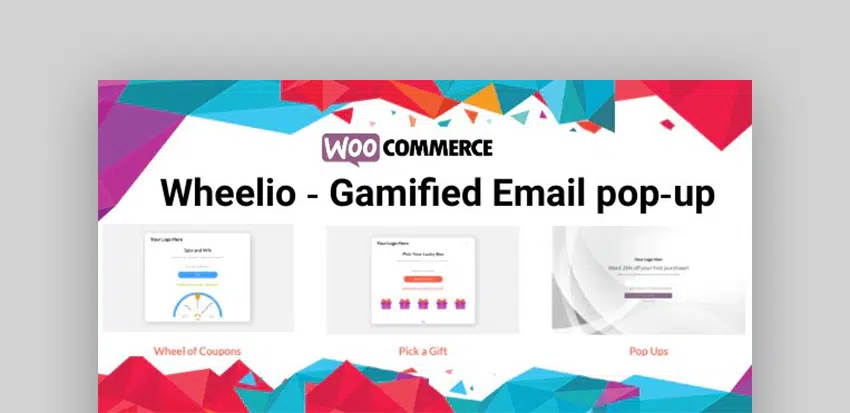 WOO COMMERCE
Wheelio - Gamified Email pop-up
Your Logo Here
Spin and Win
Your Logo Here
Pick Your Lucky Box
Your Logo Here
Want 25% off your first purchase?
Wheel of Coupons
Pick a Gift
Pop Ups